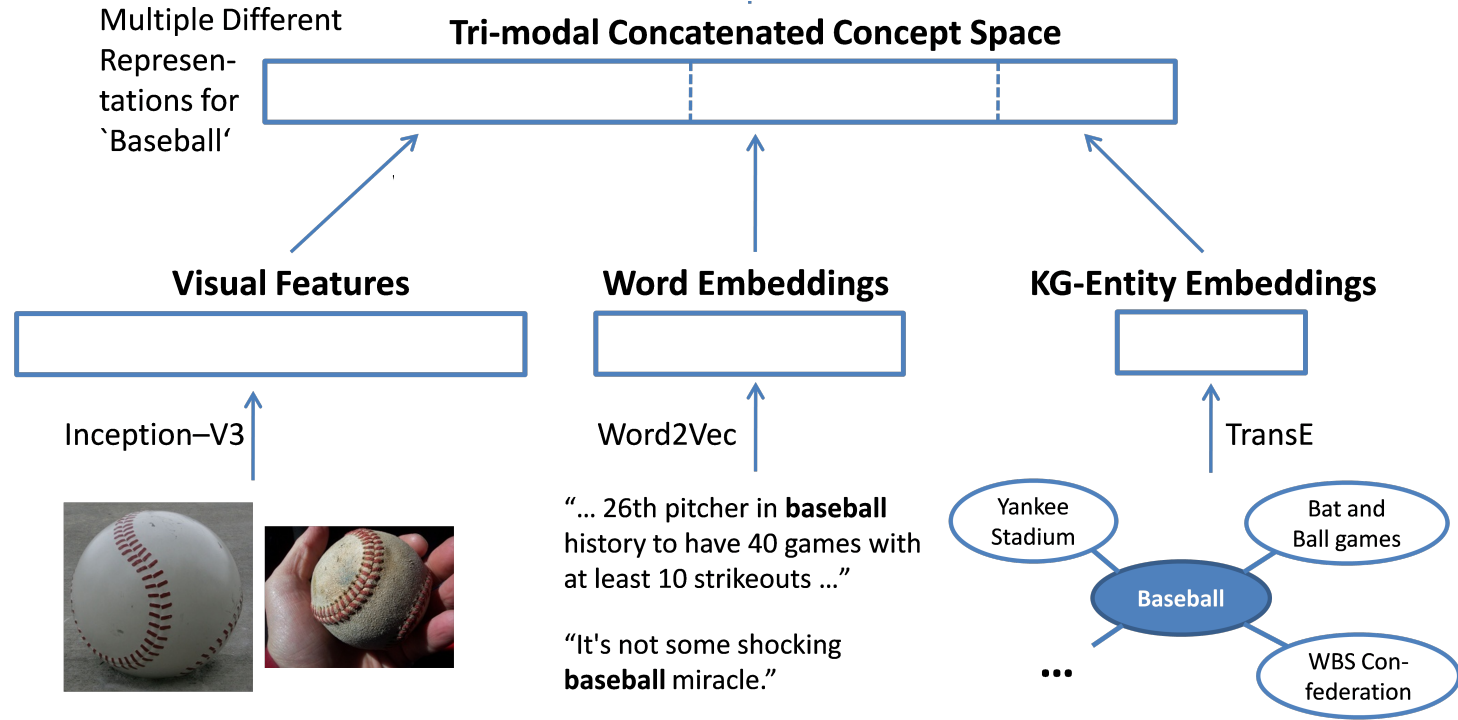 Multiple Different
Represen-
tations for
`Baseball‘
Tri-modal Concatenated Concept Space
Visual Features
Word Embeddings
KG-Entity Embeddings
Inception–V3
Word2Vec
TransE
“... 26th pitcher in baseball
history to have 40 games with
at least 10 strikeouts ...”
“It's not some shocking
baseball miracle.”
Yankee
Stadium
Bat and
Ball games
Baseball
WBS Con-
federation
...